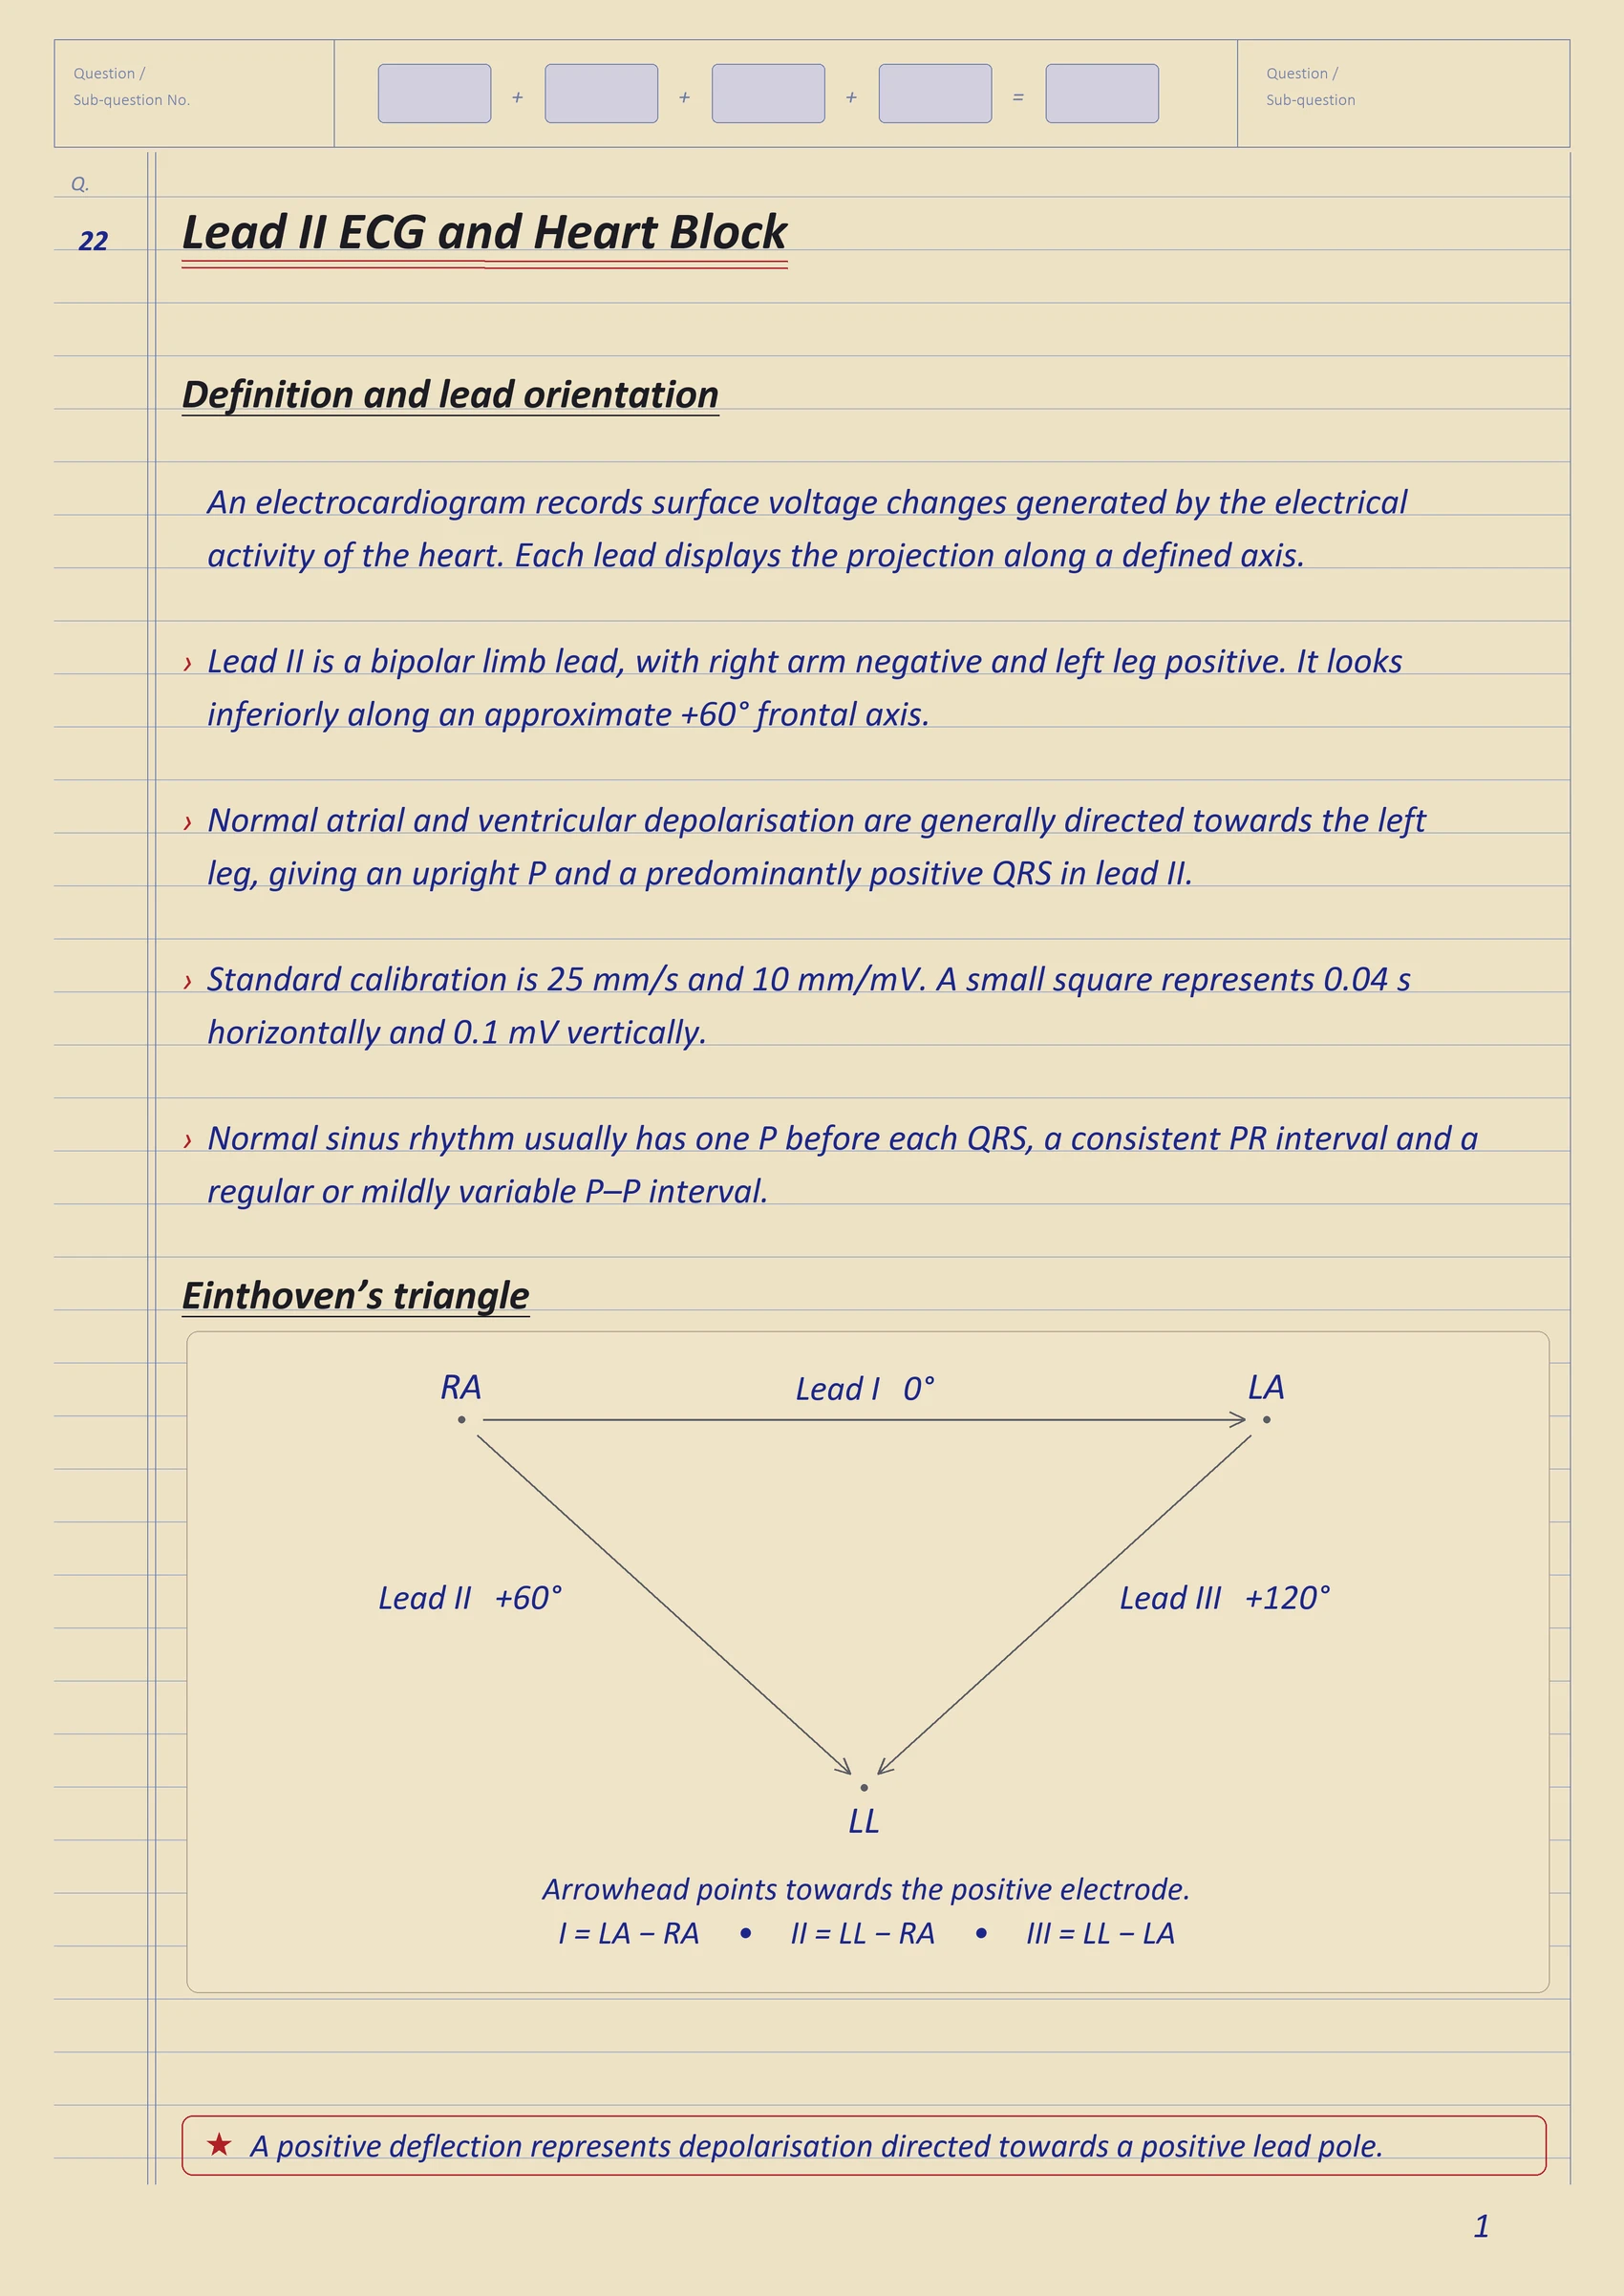 Question /
Sub-question No.
+ + + + =
Question /
Sub-question
Q.
22
Lead II ECG and Heart Block
Definition and lead orientation
An electrocardiogram records surface voltage changes generated by the electrical
activity of the heart. Each lead displays the projection along a defined axis.
› Lead II is a bipolar limb lead, with right arm negative and left leg positive. It looks
inferiorly along an approximate +60° frontal axis.
› Normal atrial and ventricular depolarisation are generally directed towards the left
leg, giving an upright P and a predominantly positive QRS in lead II.
› Standard calibration is 25 mm/s and 10 mm/mV. A small square represents 0.04 s
horizontally and 0.1 mV vertically.
› Normal sinus rhythm usually has one P before each QRS, a consistent PR interval and a
regular or mildly variable P–P interval.
Einthoven’s triangle
RA
Lead I 0°
LA
Lead II +60°
Lead III +120°
LL
Arrowhead points towards the positive electrode.
I = LA – RA • II = LL – RA • III = LL – LA
★ A positive deflection represents depolarisation directed towards a positive lead pole.
1